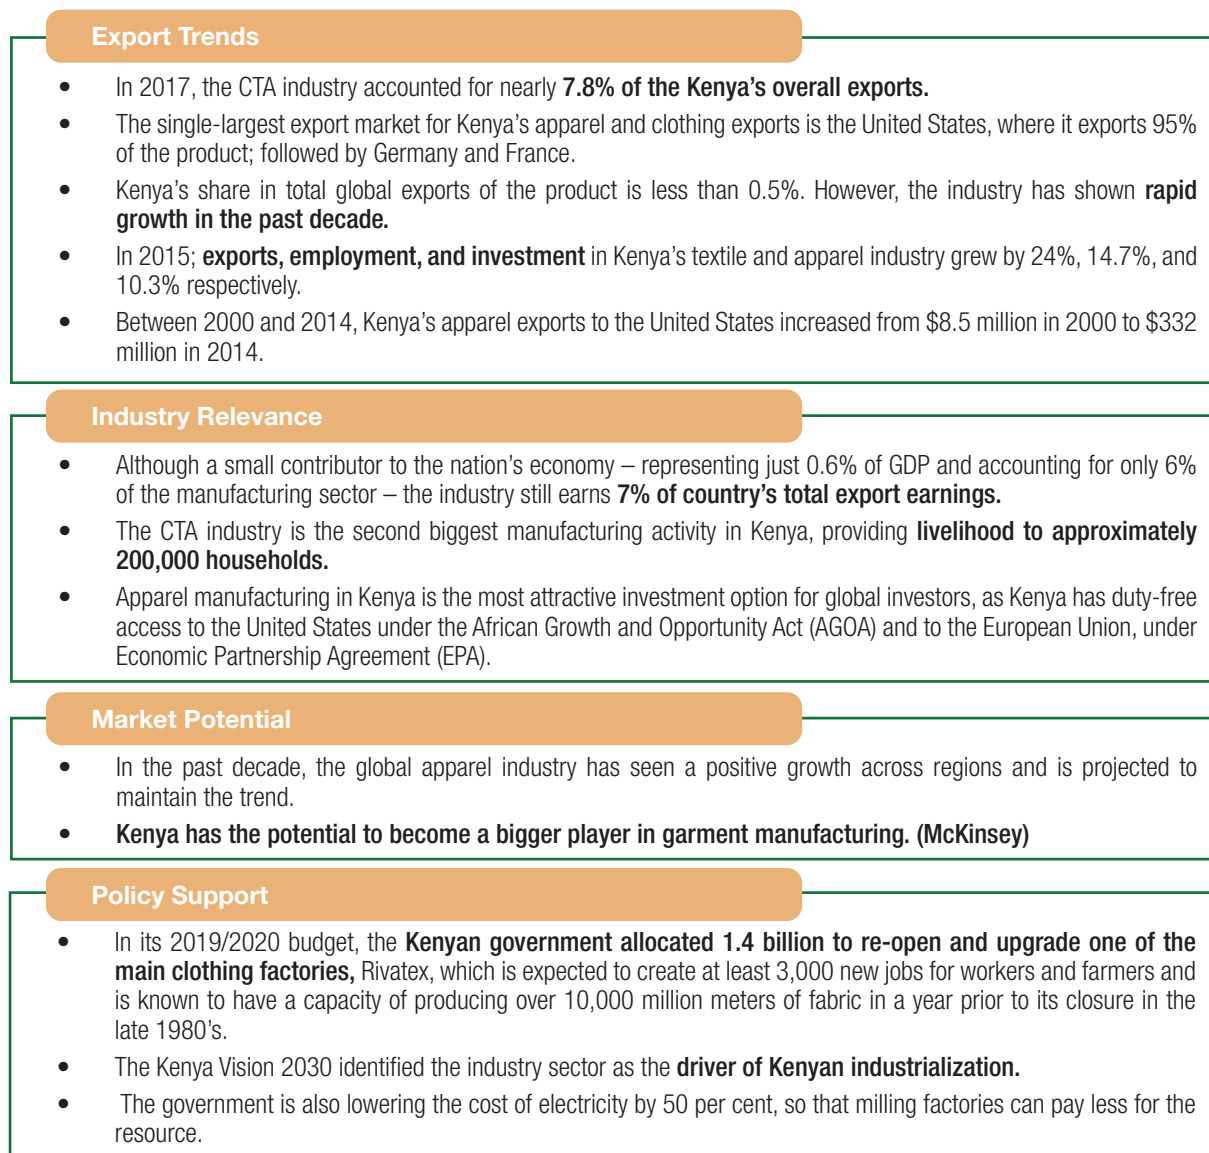 Export Trends
• In 2017, the CTA industry accounted for nearly 7.8% of the Kenya's overall exports.
• The single-largest export market for Kenya's apparel and clothing exports is the United States, where it exports 95%
of the product; followed by Germany and France.
• Kenya's share in total global exports of the product is less than 0.5%. However, the industry has shown rapid
growth in the past decade.
• In 2015; exports, employment, and investment in Kenya's textile and apparel industry grew by 24%, 14.7%, and
10.3% respectively.
• Between 2000 and 2014, Kenya's apparel exports to the United States increased from $8.5 million in 2000 to $332
million in 2014.
Industry Relevance
• Although a small contributor to the nation's economy – representing just 0.6% of GDP and accounting for only 6%
of the manufacturing sector – the industry still earns 7% of country's total export earnings.
• The CTA industry is the second biggest manufacturing activity in Kenya, providing livelihood to approximately
200,000 households.
• Apparel manufacturing in Kenya is the most attractive investment option for global investors, as Kenya has duty-free
access to the United States under the African Growth and Opportunity Act (AGOA) and to the European Union, under
Economic Partnership Agreement (EPA).
Market Potential
• In the past decade, the global apparel industry has seen a positive growth across regions and is projected to
maintain the trend.
• Kenya has the potential to become a bigger player in garment manufacturing. (McKinsey)
Policy Support
• In its 2019/2020 budget, the Kenyan government allocated 1.4 billion to re-open and upgrade one of the
main clothing factories, Rivatex, which is expected to create at least 3,000 new jobs for workers and farmers and
is known to have a capacity of producing over 10,000 million meters of fabric in a year prior to its closure in the
late 1980's.
• The Kenya Vision 2030 identified the industry sector as the driver of Kenyan industrialization.
• The government is also lowering the cost of electricity by 50 per cent, so that milling factories can pay less for the
resource.